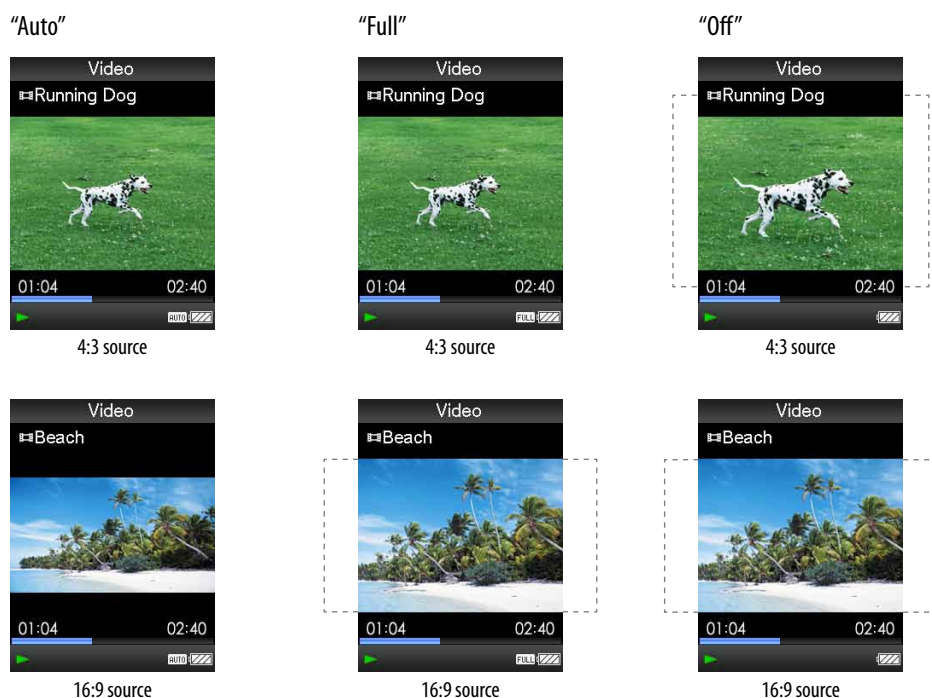 “Auto”
“Full”
“Off”
Video
Running Dog
01:04 02:40
AUTO
4:3 source
Video
Running Dog
01:04 02:40
FULL
4:3 source
Video
Running Dog
01:04 02:40
4:3 source
Video
Beach
01:04 02:40
AUTO
16:9 source
Video
Beach
01:04 02:40
FULL
16:9 source
Video
Beach
01:04 02:40
16:9 source